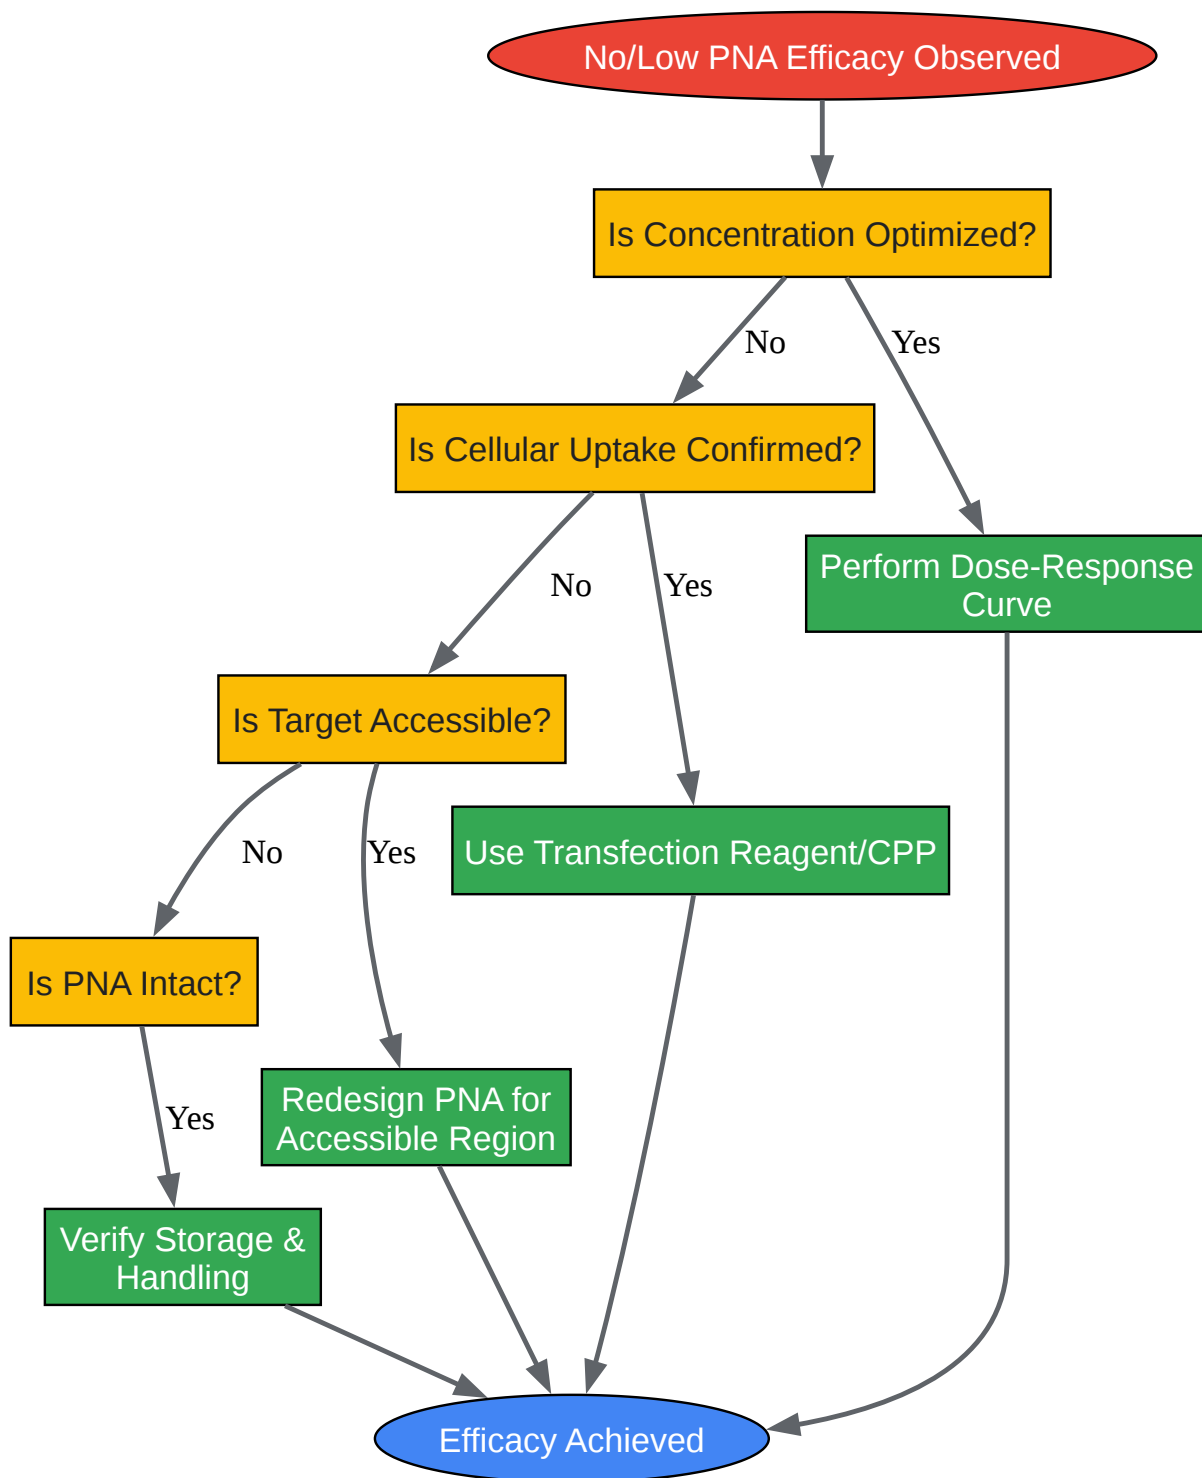 No/Low PNA Efficacy Observed
Is Concentration Optimized?
No
Yes
Is Cellular Uptake Confirmed?
Perform Dose-Response
Curve
No
Yes
Is Target Accessible?
Use Transfection Reagent/CPP
No
Yes
Is PNA Intact?
Redesign PNA for
Accessible Region
Yes
Verify Storage &
Handling
Efficacy Achieved